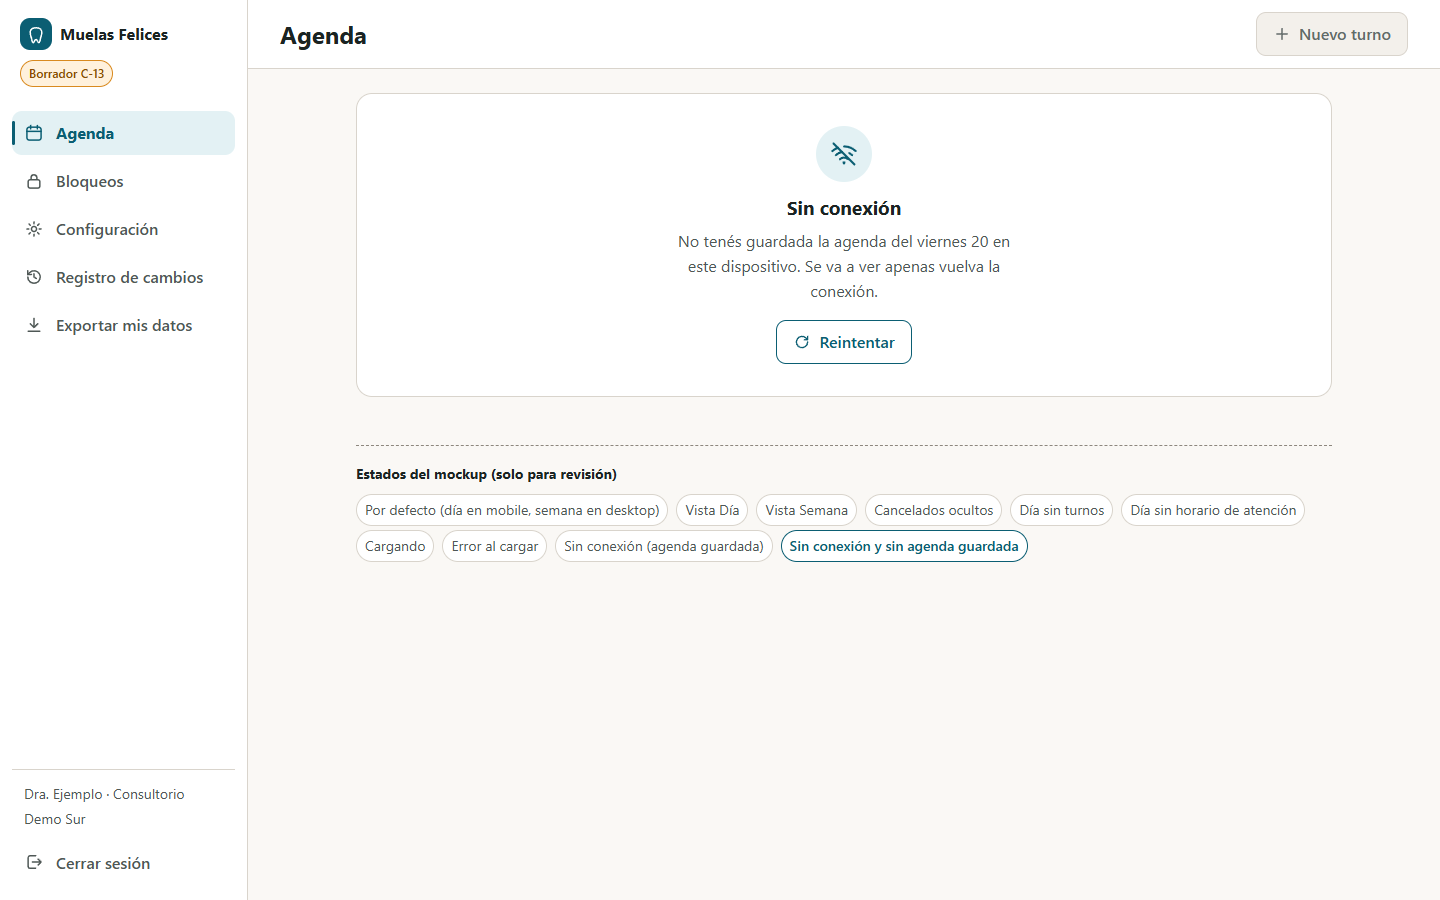 Muelas Felices
Borrador C-13
Agenda
Bloqueos
Configuración
Registro de cambios
Exportar mis datos
Dra. Ejemplo · Consultorio
Demo Sur
Cerrar sesión
Agenda
Nuevo turno
Sin conexión
No tenés guardada la agenda del viernes 20 en
este dispositivo. Se va a ver apenas vuelva la
conexión.
Reintentar
Estados del mockup (solo para revisión)
Por defecto (día en mobile, semana en desktop)
Vista Día
Vista Semana
Cancelados ocultos
Día sin turnos
Día sin horario de atención
Cargando
Error al cargar
Sin conexión (agenda guardada)
Sin conexión y sin agenda guardada